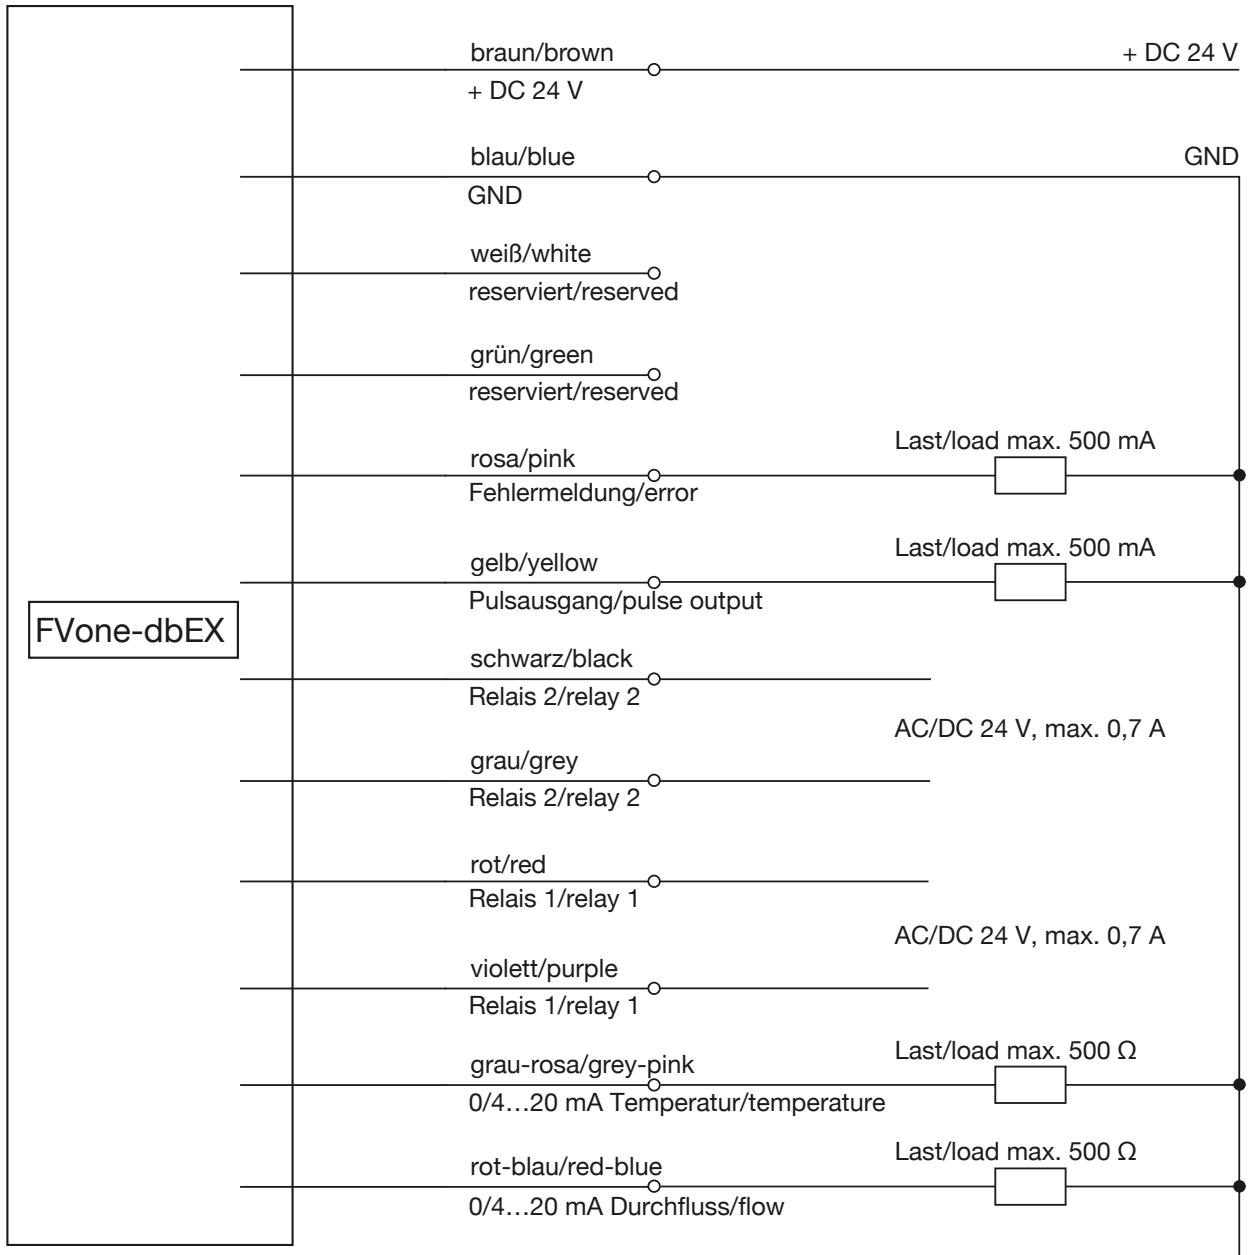 braun/brown
+ DC 24 V
+ DC 24 V
blau/blue
GND
GND
weiß/white
reserviert/reserved
grün/green
reserviert/reserved
Last/load max. 500 mA
rosa/pink
Fehlermeldung/error
Last/load max. 500 mA
gelb/yellow
Pulsausgang/pulse output
FVone-dbEX
schwarz/black
Relais 2/relay 2
AC/DC 24 V, max. 0,7 A
grau/grey
Relais 2/relay 2
rot/red
Relais 1/relay 1
AC/DC 24 V, max. 0,7 A
violett/purple
Relais 1/relay 1
Last/load max. 500 Ω
grau-rosa/grey-pink
0/4…20 mA Temperatur/temperature
Last/load max. 500 Ω
rot-blau/red-blue
0/4…20 mA Durchfluss/flow